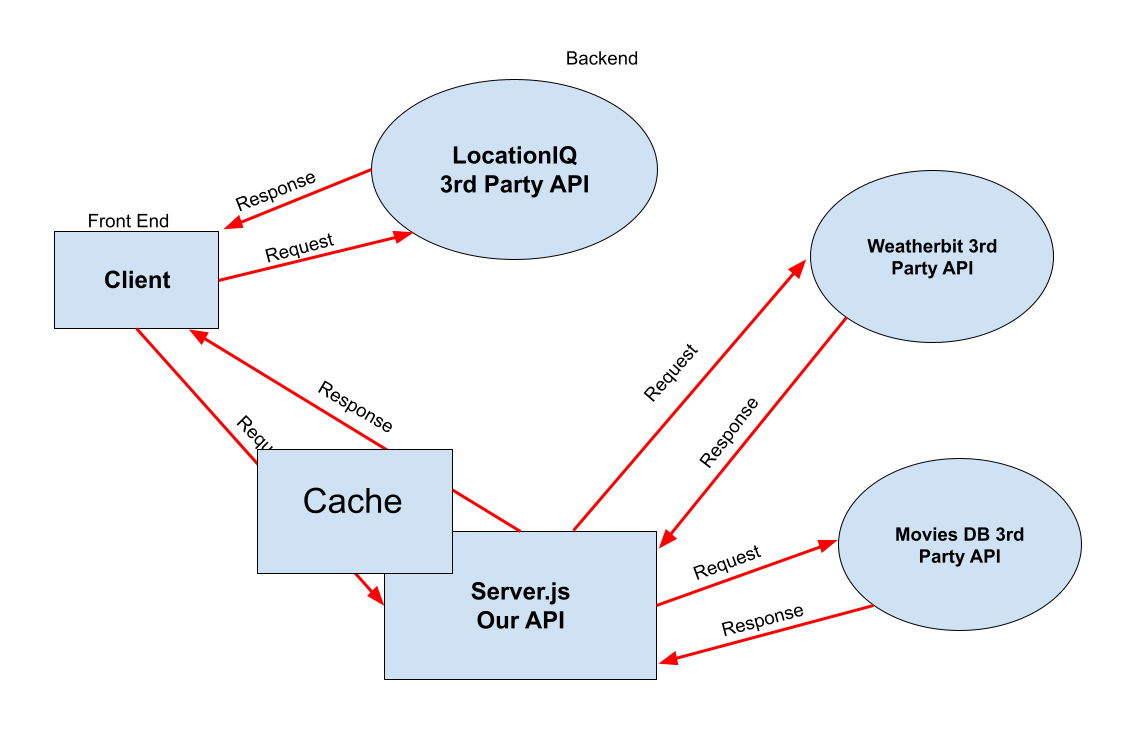 Backend
LocationIQ
3rd Party API
Response
Request
Front End
Client
Weatherbit 3rd
Party API
Request
Response
Response
Cache
Server.js
Our API
Movies DB 3rd
Party API
Request
Response